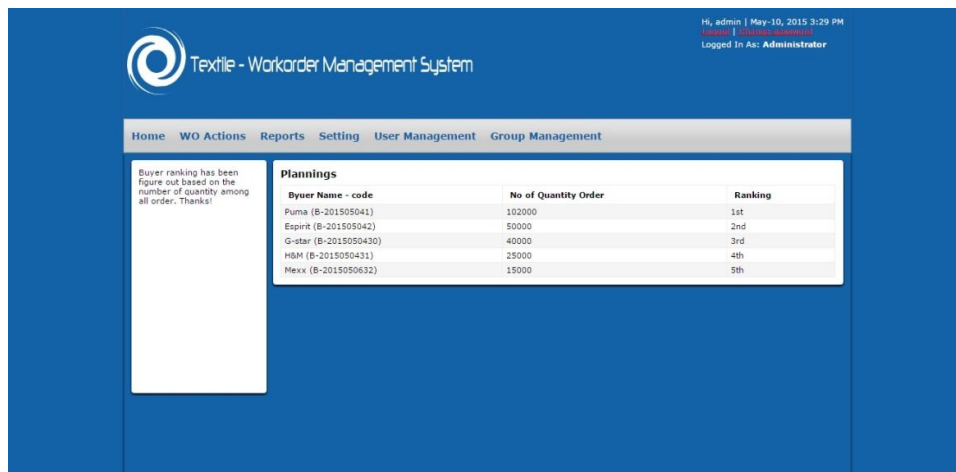 Hi, admin | May-10, 2015 3:29 PM
Logout | Change password
Logged In As: Administrator
Textile - Workorder Management System
Home WO Actions Reports Setting User Management Group Management
Buyer ranking has been
figure out based on the
number of quantity among
all order. Thanks!
Plannings
Byuer Name - code No of Quantity Order Ranking
Puma (B-201505041) 102000 1st
Espirit (B-201505042) 50000 2nd
G-star (B-2015050430) 40000 3rd
H&M (B-2015050431) 25000 4th
Mexx (B-2015050632) 15000 5th